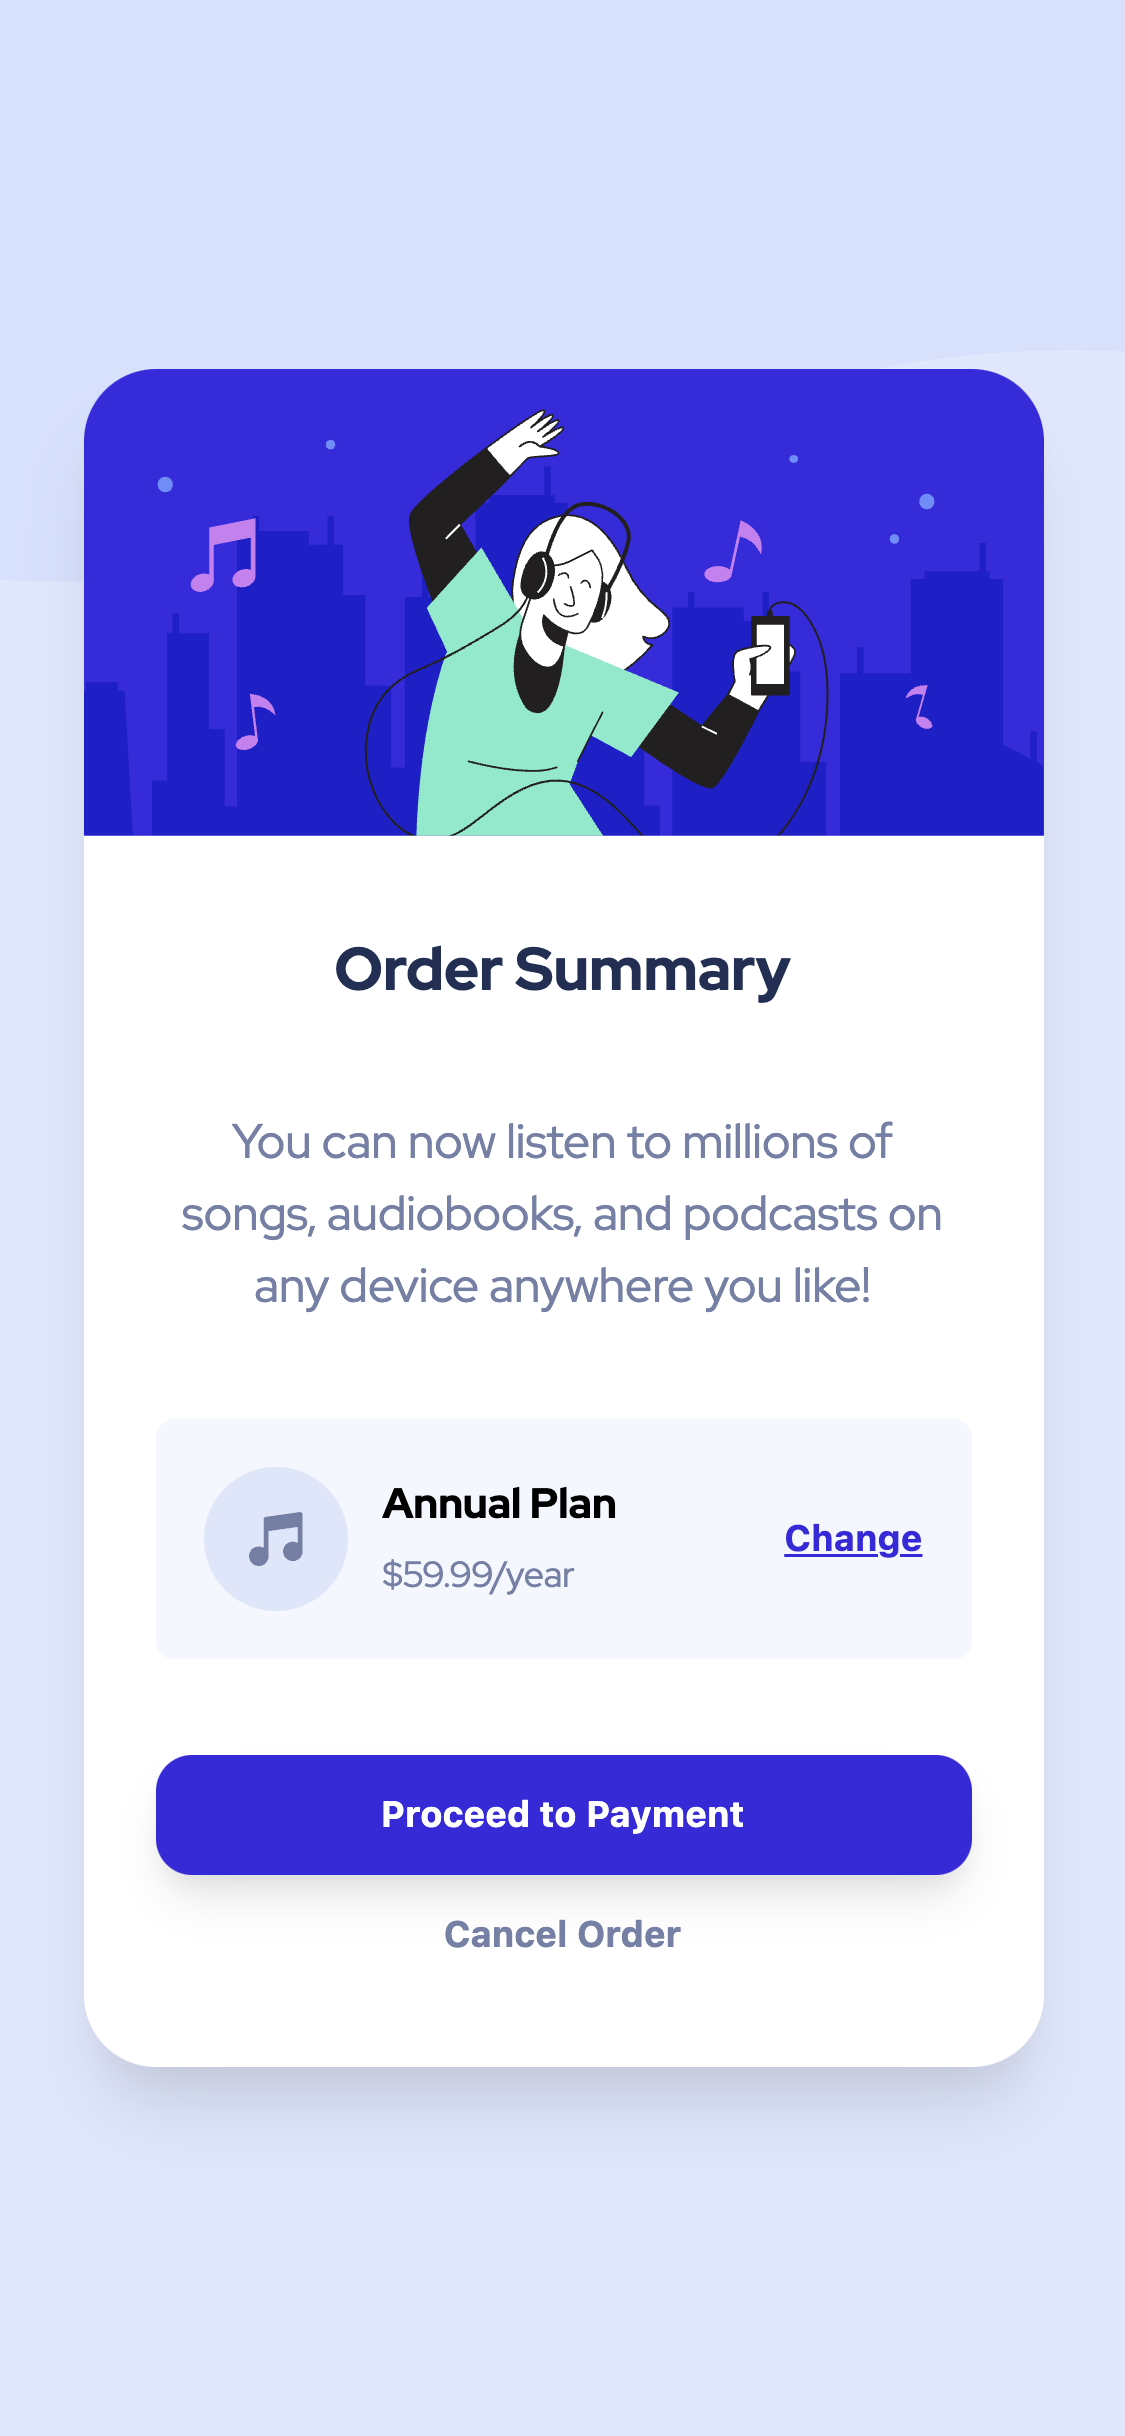 Order Summary
You can now listen to millions of
songs, audiobooks, and podcasts on
any device anywhere you like!
Annual Plan
$59.99/year
Change
Proceed to Payment
Cancel Order